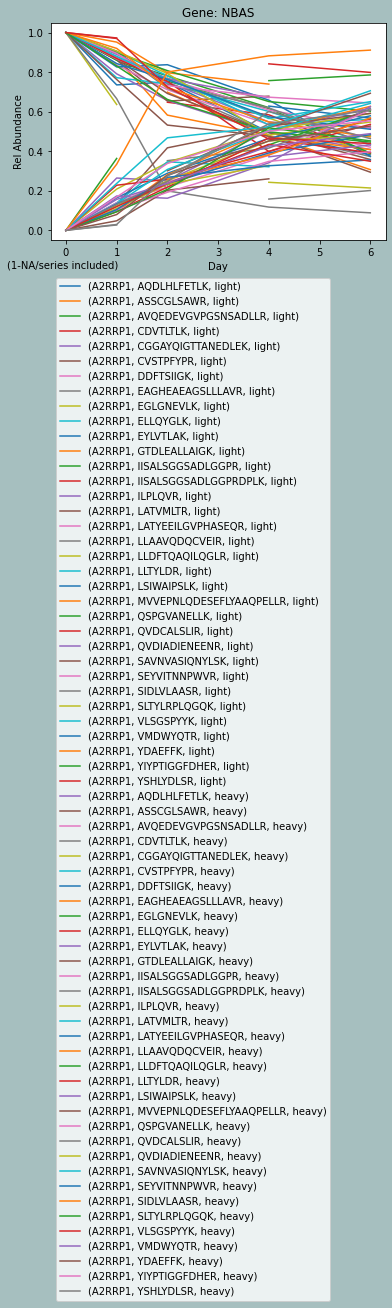 Gene: NBAS
1.0
0.8
0.6
0.4
0.2
0.0
Rel Abundance
0 1 2 3 4 5 6
Day
(1-NA/series included)
(A2RRP1, AQDLHLFETLK, light)
(A2RRP1, ASSCGLSAWR, light)
(A2RRP1, AVQEDEVGVPGSNSADLLR, light)
(A2RRP1, CDVTLTLK, light)
(A2RRP1, CGGAYQIGTTANEDLEK, light)
(A2RRP1, CVSTPFYPR, light)
(A2RRP1, DDFTSIIGK, light)
(A2RRP1, EAGHEAEAGSLLLAVR, light)
(A2RRP1, EGLGNEVLK, light)
(A2RRP1, ELLQYGLK, light)
(A2RRP1, EYLVTLAK, light)
(A2RRP1, GTDLEALLAIGK, light)
(A2RRP1, IISALSGGSADLGGPR, light)
(A2RRP1, IISALSGGSADLGGPRDPLK, light)
(A2RRP1, ILPLQVR, light)
(A2RRP1, LATVMLTR, light)
(A2RRP1, LATYEEILGVPHASEQR, light)
(A2RRP1, LLAAVQDQCVEIR, light)
(A2RRP1, LLDFTQAQILQGLR, light)
(A2RRP1, LLTYLDR, light)
(A2RRP1, LSIWAIPSLK, light)
(A2RRP1, MVVEPNLQDESEFLYAAQPELLR, light)
(A2RRP1, QSPGVANELLK, light)
(A2RRP1, QVDCALSLIR, light)
(A2RRP1, QVDIADIENEENR, light)
(A2RRP1, SAVNVASIQNYLSK, light)
(A2RRP1, SEYVITNNPWVR, light)
(A2RRP1, SIDLVLAASR, light)
(A2RRP1, SLTYLRPLQGQK, light)
(A2RRP1, VLSGSPYYK, light)
(A2RRP1, VMDWYQTR, light)
(A2RRP1, YDAEFFK, light)
(A2RRP1, YIYPTIGGFDHER, light)
(A2RRP1, YSHLYDLSR, light)
(A2RRP1, AQDLHLFETLK, heavy)
(A2RRP1, ASSCGLSAWR, heavy)
(A2RRP1, AVQEDEVGVPGSNSADLLR, heavy)
(A2RRP1, CDVTLTLK, heavy)
(A2RRP1, CGGAYQIGTTANEDLEK, heavy)
(A2RRP1, CVSTPFYPR, heavy)
(A2RRP1, DDFTSIIGK, heavy)
(A2RRP1, EAGHEAEAGSLLLAVR, heavy)
(A2RRP1, EGLGNEVLK, heavy)
(A2RRP1, ELLQYGLK, heavy)
(A2RRP1, EYLVTLAK, heavy)
(A2RRP1, GTDLEALLAIGK, heavy)
(A2RRP1, IISALSGGSADLGGPR, heavy)
(A2RRP1, IISALSGGSADLGGPRDPLK, heavy)
(A2RRP1, ILPLQVR, heavy)
(A2RRP1, LATVMLTR, heavy)
(A2RRP1, LATYEEILGVPHASEQR, heavy)
(A2RRP1, LLAAVQDQCVEIR, heavy)
(A2RRP1, LLDFTQAQILQGLR, heavy)
(A2RRP1, LLTYLDR, heavy)
(A2RRP1, LSIWAIPSLK, heavy)
(A2RRP1, MVVEPNLQDESEFLYAAQPELLR, heavy)
(A2RRP1, QSPGVANELLK, heavy)
(A2RRP1, QVDCALSLIR, heavy)
(A2RRP1, QVDIADIENEENR, heavy)
(A2RRP1, SAVNVASIQNYLSK, heavy)
(A2RRP1, SEYVITNNPWVR, heavy)
(A2RRP1, SIDLVLAASR, heavy)
(A2RRP1, SLTYLRPLQGQK, heavy)
(A2RRP1, VLSGSPYYK, heavy)
(A2RRP1, VMDWYQTR, heavy)
(A2RRP1, YDAEFFK, heavy)
(A2RRP1, YIYPTIGGFDHER, heavy)
(A2RRP1, YSHLYDLSR, heavy)